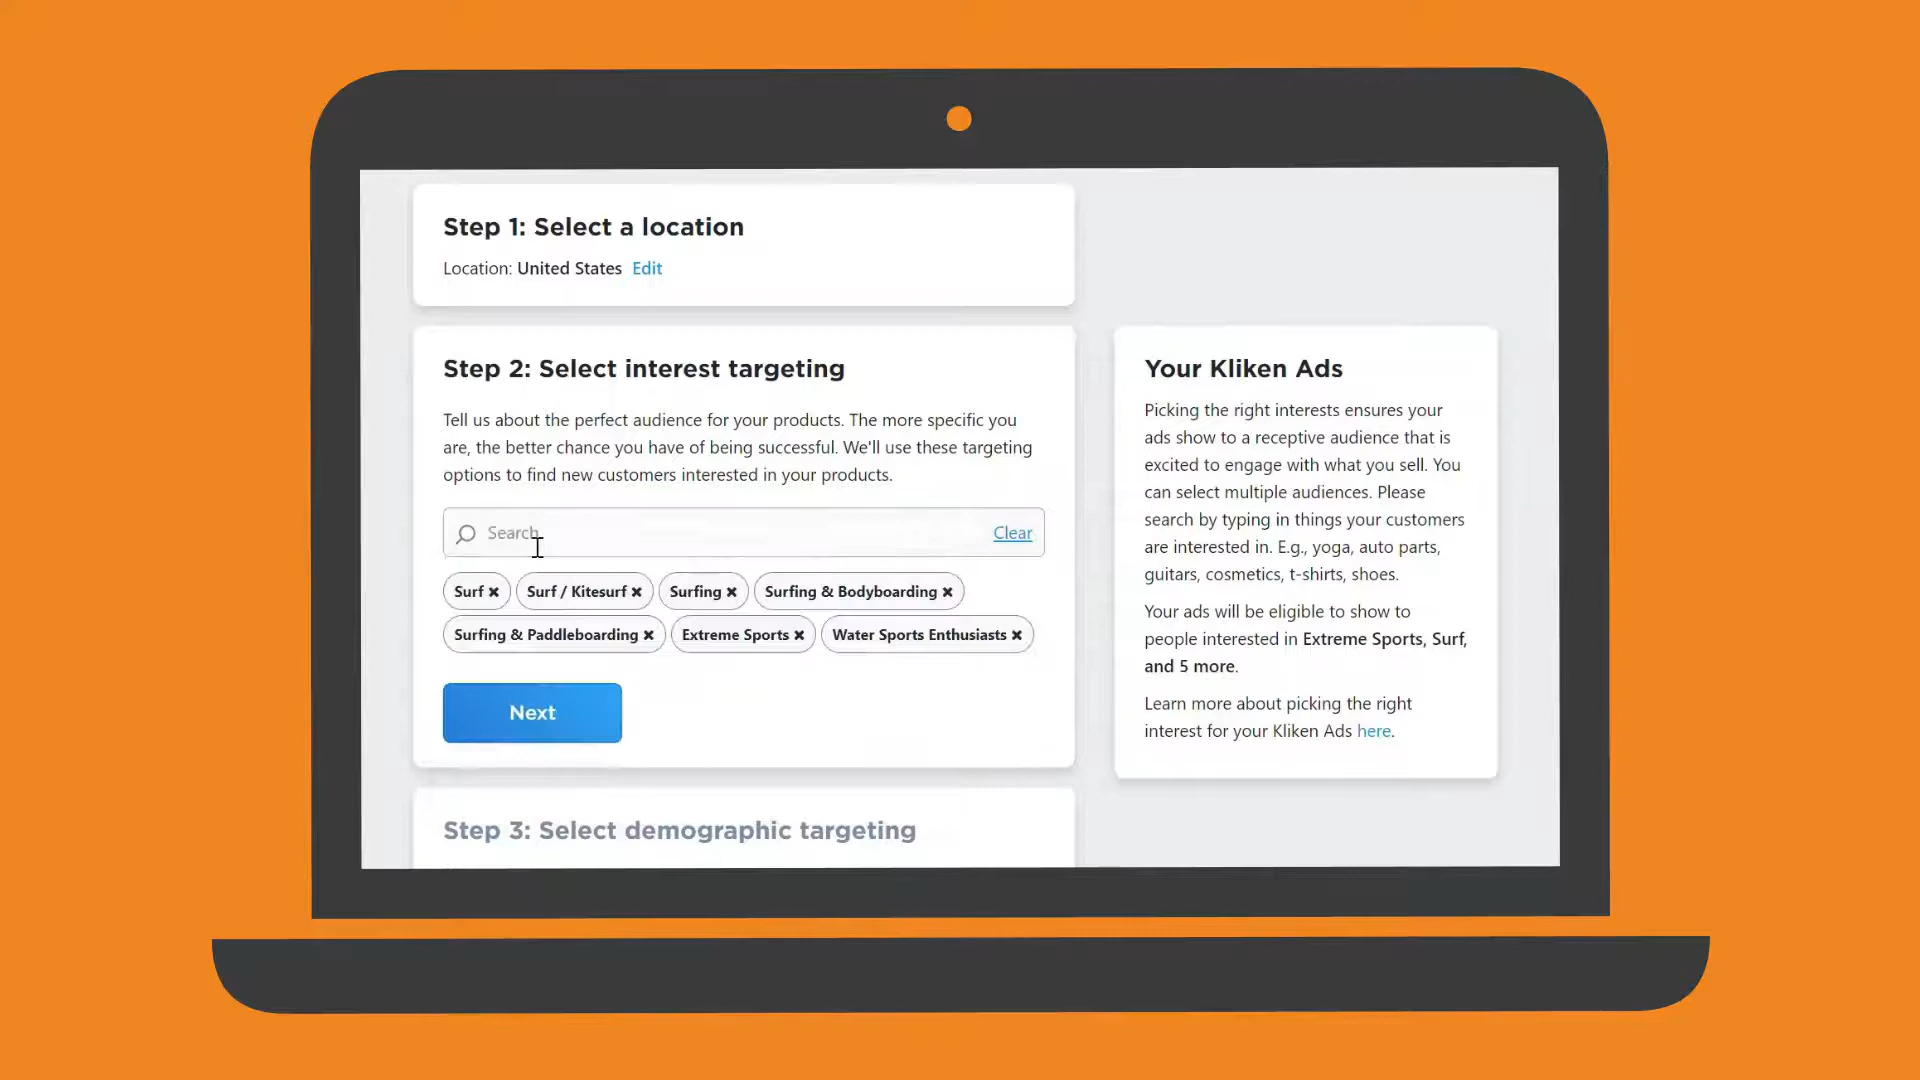 Step 1: Select a location
Location: United States Edit
Step 2: Select interest targeting
Tell us about the perfect audience for your products. The more specific you
are, the better chance you have of being successful. We'll use these targeting
options to find new customers interested in your products.
Search
Clear
Surf ×
Surf / Kitesurf ×
Surfing ×
Surfing & Bodyboarding ×
Surfing & Paddleboarding ×
Extreme Sports ×
Water Sports Enthusiasts ×
Next
Step 3: Select demographic targeting
Your Kliken Ads
Picking the right interests ensures your
ads show to a receptive audience that is
excited to engage with what you sell. You
can select multiple audiences. Please
search by typing in things your customers
are interested in. E.g., yoga, auto parts,
guitars, cosmetics, t-shirts, shoes.
Your ads will be eligible to show to
people interested in Extreme Sports, Surf,
and 5 more.
Learn more about picking the right
interest for your Kliken Ads here.